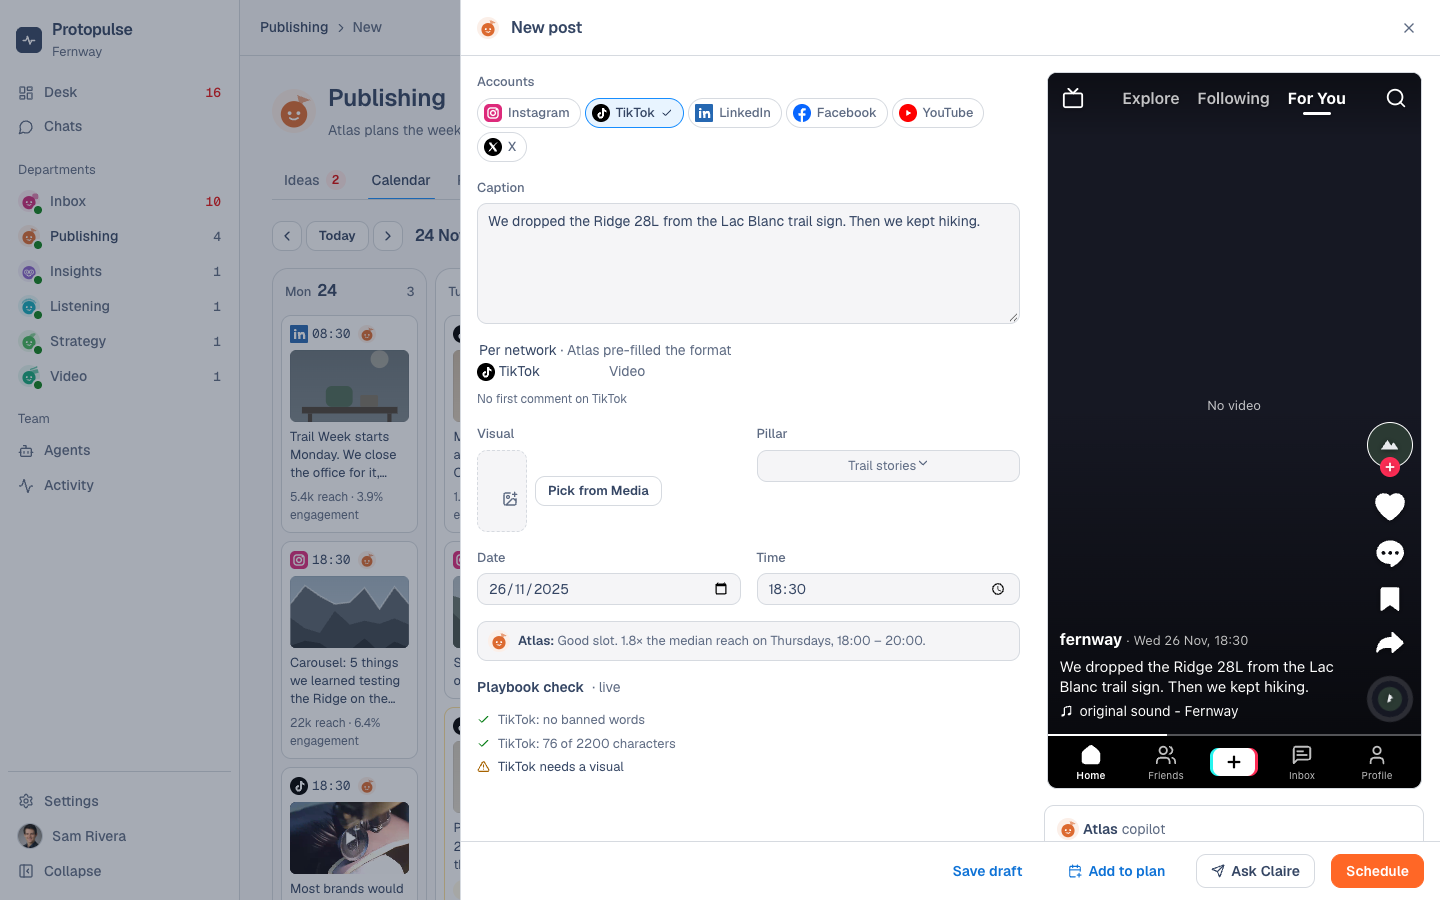 Protopulse
Fernway
Desk 16
Chats
Departments
Inbox 10
Publishing 4
Insights 1
Listening 1
Strategy 1
Video 1
Team
Agents
Activity
Settings
Sam Rivera
Collapse
Publishing > New
Publishing
Atlas plans the week
Ideas 2 Calendar
Today 24 Nov
Mon 24 3
08:30
Trail Week starts
Monday. We close
the office for it,…
5.4k reach · 3.9%
engagement
18:30
Carousel: 5 things
we learned testing
the Ridge on the…
22k reach · 6.4%
engagement
18:30
Most brands would
New post
Accounts
Instagram TikTok LinkedIn Facebook YouTube
X
Caption
We dropped the Ridge 28L from the Lac Blanc trail sign. Then we kept hiking.
Per network · Atlas pre-filled the format
TikTok Video
No first comment on TikTok
Visual Pillar
Pick from Media Trail stories
Date Time
26/11/2025 18:30
Atlas: Good slot. 1.8× the median reach on Thursdays, 18:00 – 20:00.
Playbook check · live
TikTok: no banned words
TikTok: 76 of 2200 characters
TikTok needs a visual
Explore Following For You
No video
fernway · Wed 26 Nov, 18:30
We dropped the Ridge 28L from the Lac
Blanc trail sign. Then we kept hiking.
original sound - Fernway
Home Friends Inbox Profile
Atlas copilot
Save draft Add to plan Ask Claire Schedule